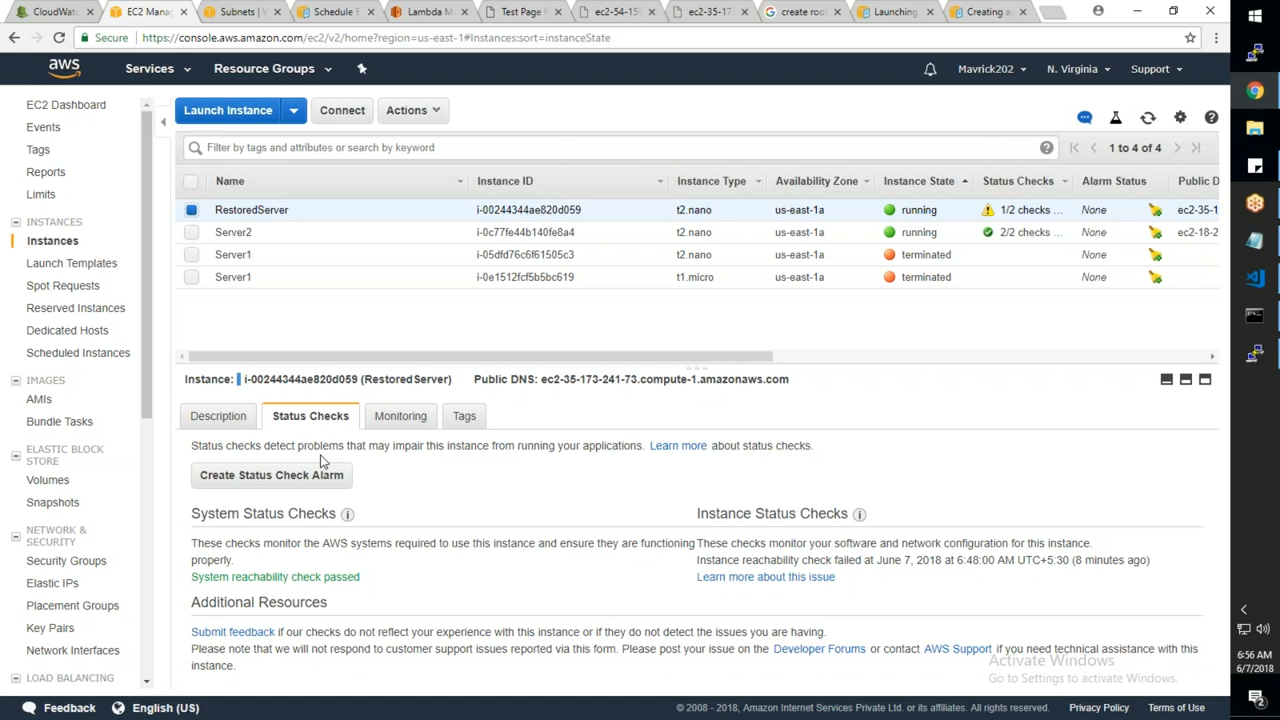 CloudWatc
EC2 Manag
Subnets | V
Schedule E
Lambda M
Test Page f
ec2-54-15
ec2-35-17
create roo
Launching
Creating a
Secure https://console.aws.amazon.com/ec2/v2/home?region=us-east-1#Instances:sort=instanceState
aws Services Resource Groups Mavrick202 N. Virginia Support
EC2 Dashboard
Events
Tags
Reports
Limits
INSTANCES
Instances
Launch Templates
Spot Requests
Reserved Instances
Dedicated Hosts
Scheduled Instances
IMAGES
AMIs
Bundle Tasks
ELASTIC BLOCK
STORE
Volumes
Snapshots
NETWORK &
SECURITY
Security Groups
Elastic IPs
Placement Groups
Key Pairs
Network Interfaces
LOAD BALANCING
Launch Instance Connect Actions
Filter by tags and attributes or search by keyword 1 to 4 of 4
Name Instance ID Instance Type Availability Zone Instance State Status Checks Alarm Status Public D
RestoredServer i-00244344ae820d059 t2.nano us-east-1a running 1/2 checks ... None ec2-35-1
Server2 i-0c77fe44b140fe8a4 t2.nano us-east-1a running 2/2 checks ... None ec2-18-2
Server1 i-05dfd76c6f61505c3 t2.nano us-east-1a terminated None
Server1 i-0e1512fcf5b5bc619 t1.micro us-east-1a terminated None
Instance: i-00244344ae820d059 (RestoredServer) Public DNS: ec2-35-173-241-73.compute-1.amazonaws.com
Description Status Checks Monitoring Tags
Status checks detect problems that may impair this instance from running your applications. Learn more about status checks.
Create Status Check Alarm
System Status Checks
These checks monitor the AWS systems required to use this instance and ensure they are functioning
properly.
System reachability check passed
Instance Status Checks
These checks monitor your software and network configuration for this instance.
Instance reachability check failed at June 7, 2018 at 6:48:00 AM UTC+5:30 (8 minutes ago)
Learn more about this issue
Additional Resources
Submit feedback if our checks do not reflect your experience with this instance or if they do not detect the issues you are having.
Please note that we will not respond to customer support issues reported via this form. Please post your issue on the Developer Forums or contact AWS Support if you need technical assistance with this
instance.
Activate Windows
Go to Settings to activate Windows.
Feedback English (US) © 2008 - 2018, Amazon Internet Services Private Ltd. or its affiliates. All rights reserved. Privacy Policy Terms of Use
6:56 AM
6/7/2018
2